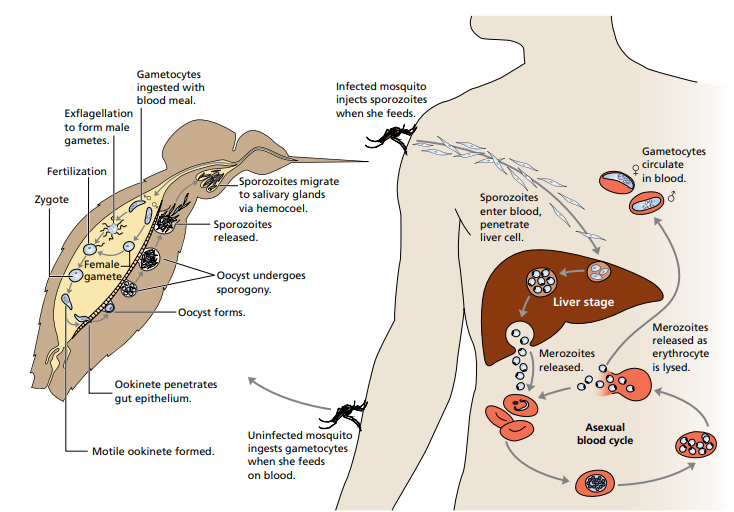 Gametocytes
ingested with
blood meal.
Exflagellation
to form male
gametes.
Fertilization
Zygote
Female
gamete
Sporozoites migrate
to salivary glands
via hemocoel.
Sporozoites
released.
Oocyst undergoes
sporogony.
Oocyst forms.
Ookinete penetrates
gut epithelium.
Motile ookinete formed.
Infected mosquito
injects sporozoites
when she feeds.
Uninfected mosquito
ingests gametocytes
when she feeds
on blood.
Sporozoites
enter blood,
penetrate
liver cell.
Gametocytes
circulate
in blood.
♀
♂
Liver stage
Merozoites
released.
Merozoites
released as
erythrocyte
is lysed.
Asexual
blood cycle